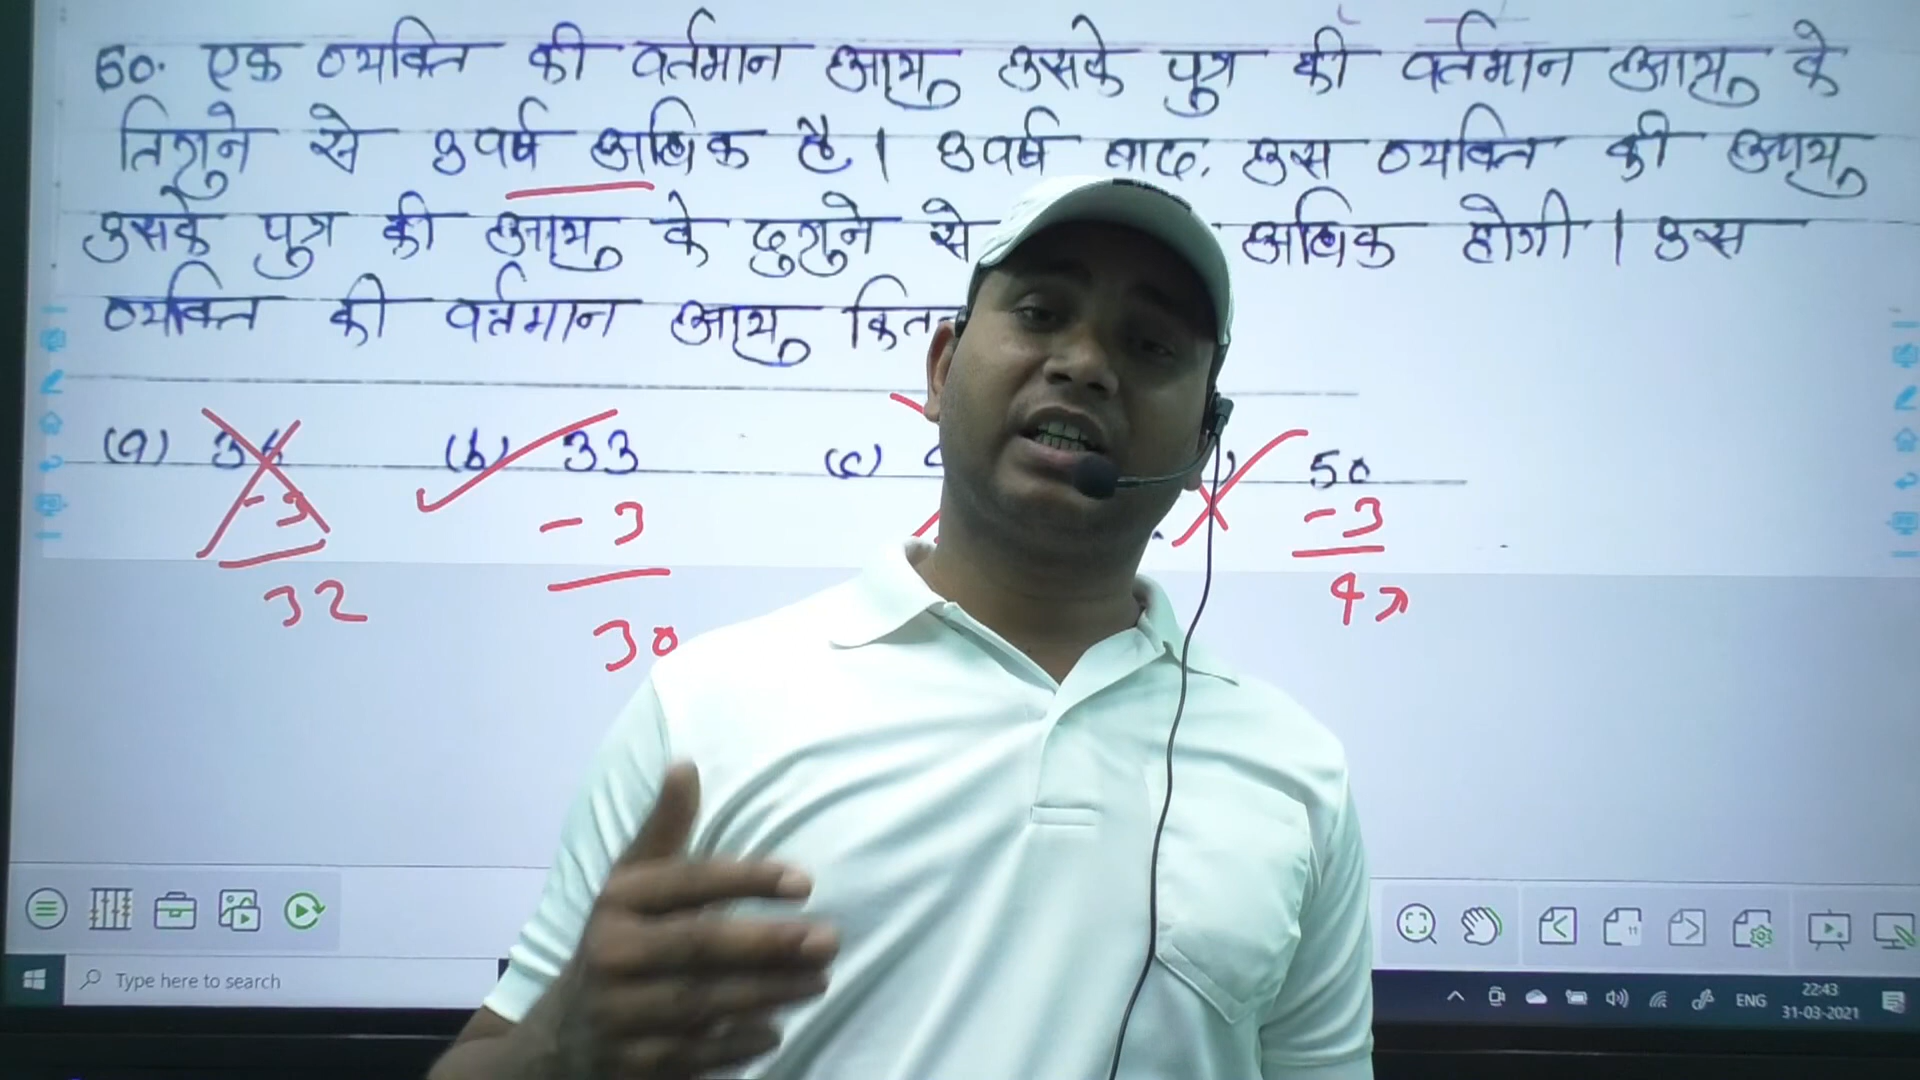 60. एक व्यक्ति की वर्तमान आयु उसके पुत्र की वर्तमान आयु के
तिगुने से 3 वर्ष अधिक है। 3 वर्ष बाद, उस व्यक्ति की आयु
उसके पुत्र की आयु के दुगुने से अधिक होगी। उस
व्यक्ति की वर्तमान आयु
(a) (b) 33 (c) 50
-3 -3 -3
32 30 47
11
Type here to search ENG 22:43
31-03-2021